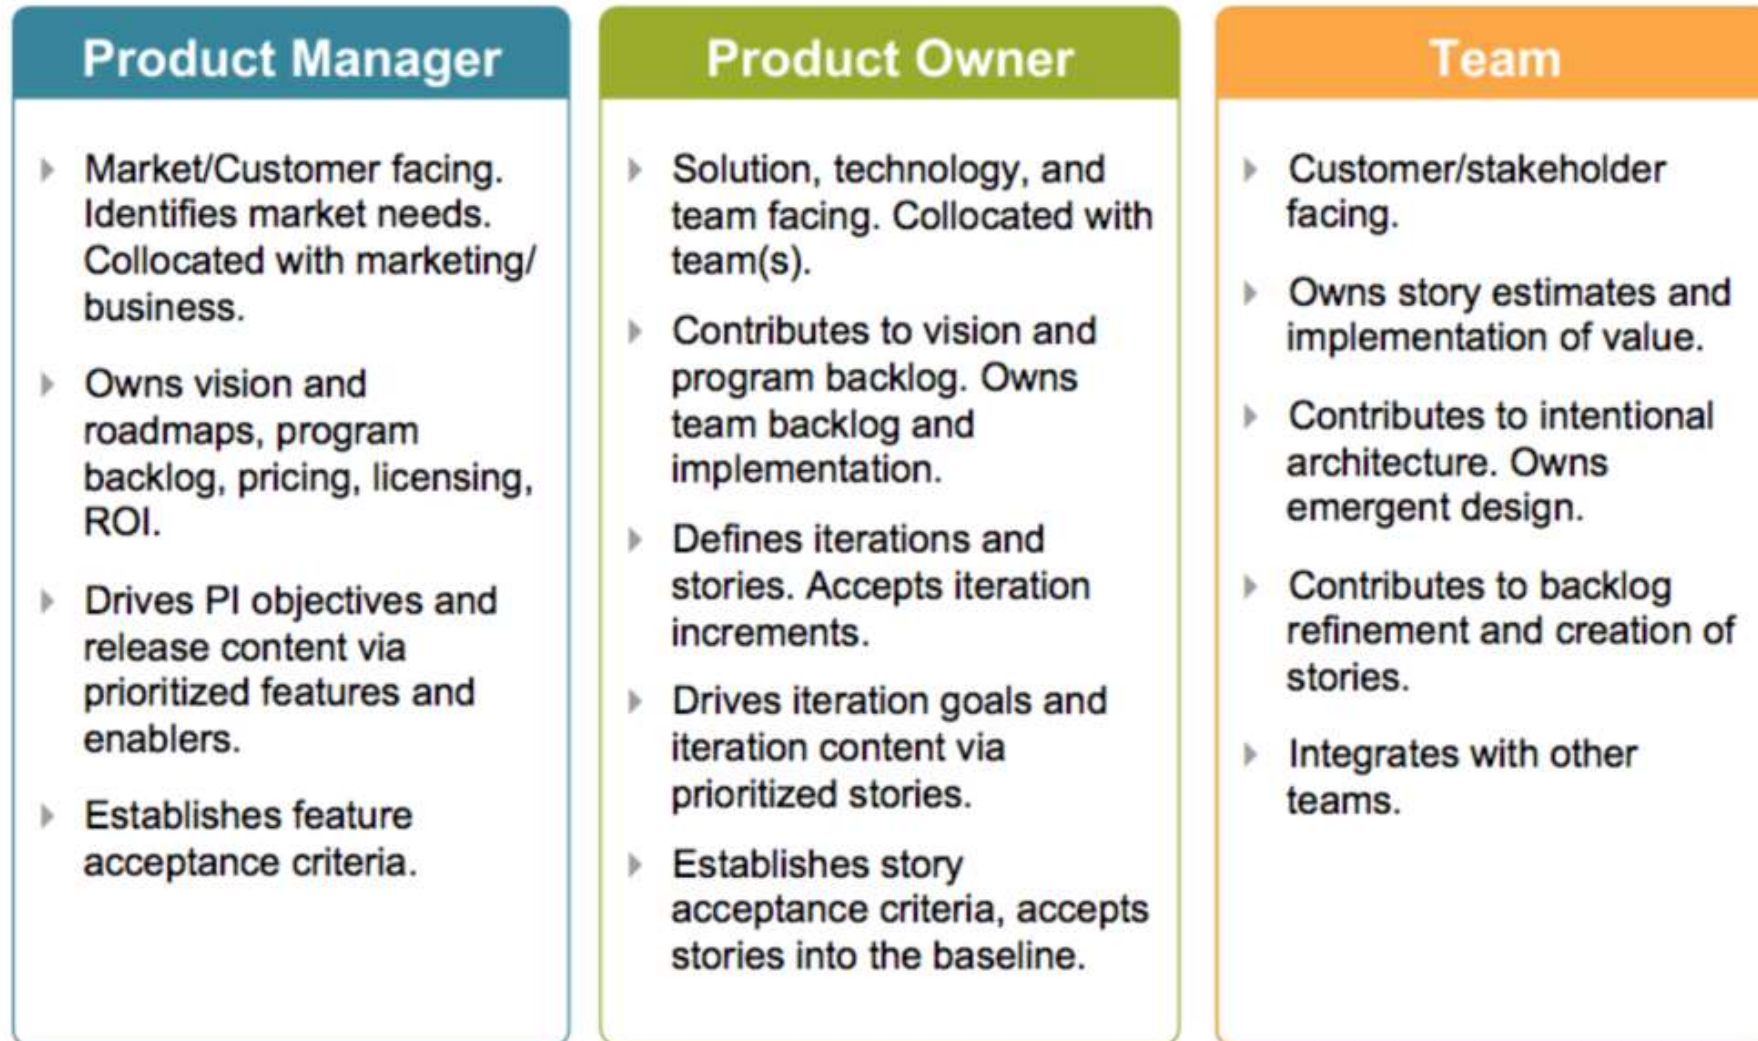 Product Manager
Market/Customer facing.
Identifies market needs.
Collocated with marketing/
business.
Owns vision and
roadmaps, program
backlog, pricing, licensing,
ROI.
Drives PI objectives and
release content via
prioritized features and
enablers.
Establishes feature
acceptance criteria.
Product Owner
Solution, technology, and
team facing. Collocated with
team(s).
Contributes to vision and
program backlog. Owns
team backlog and
implementation.
Defines iterations and
stories. Accepts iteration
increments.
Drives iteration goals and
iteration content via
prioritized stories.
Establishes story
acceptance criteria, accepts
stories into the baseline.
Team
Customer/stakeholder
facing.
Owns story estimates and
implementation of value.
Contributes to intentional
architecture. Owns
emergent design.
Contributes to backlog
refinement and creation of
stories.
Integrates with other
teams.